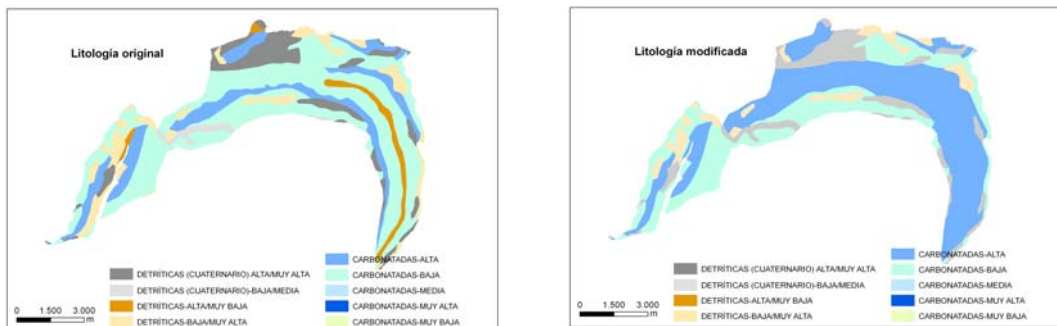 Litología original
CARBONATADAS-ALTA
DETRÍTICAS (CUATERNARIO) ALTA/MUY ALTA
CARBONATADAS-BAJA
DETRÍTICAS (CUATERNARIO)-BAJA/MEDIA
CARBONATADAS-MEDIA
DETRÍTICAS-ALTA/MUY BAJA
CARBONATADAS-MUY ALTA
DETRÍTICAS-BAJA/MUY ALTA
CARBONATADAS-MUY BAJA
0 1.500 3.000
m
Litología modificada
CARBONATADAS-ALTA
DETRÍTICAS (CUATERNARIO) ALTA/MUY ALTA
CARBONATADAS-BAJA
DETRÍTICAS (CUATERNARIO)-BAJA/MEDIA
CARBONATADAS-MEDIA
DETRÍTICAS-ALTA/MUY BAJA
CARBONATADAS-MUY ALTA
DETRÍTICAS-BAJA/MUY ALTA
CARBONATADAS-MUY BAJA
0 1.500 3.000
m